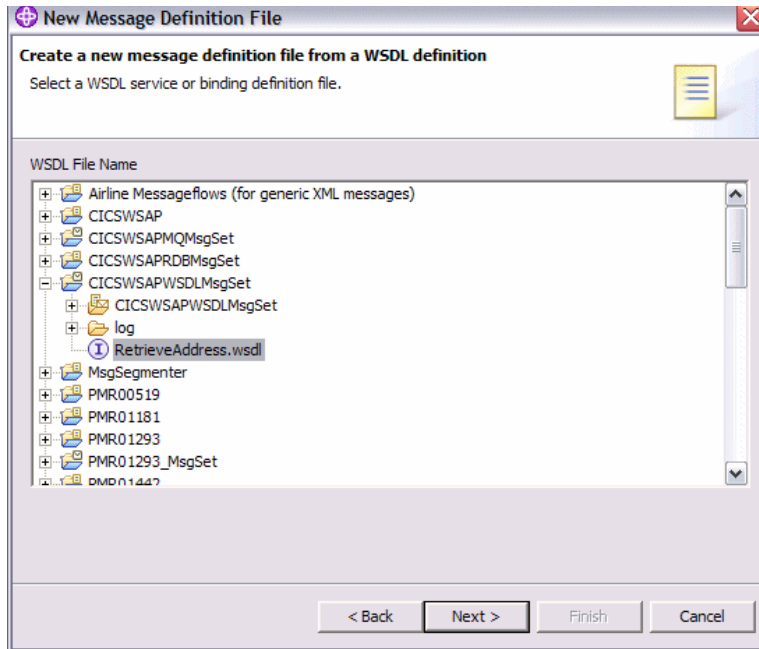 New Message Definition File
Create a new message definition file from a WSDL definition
Select a WSDL service or binding definition file.
WSDL File Name
Airline Messageflows (for generic XML messages)
CICSWSAP
CICSWSAPMQMsgSet
CICSWSAPRDBMsgSet
CICSWSAPWSDLMsgSet
CICSWSAPWSDLMsgSet
log
RetrieveAddress.wsdl
MsgSegmenter
PMR00519
PMR01181
PMR01293
PMR01293_MsgSet
PMR01442
< Back Next > Finish Cancel